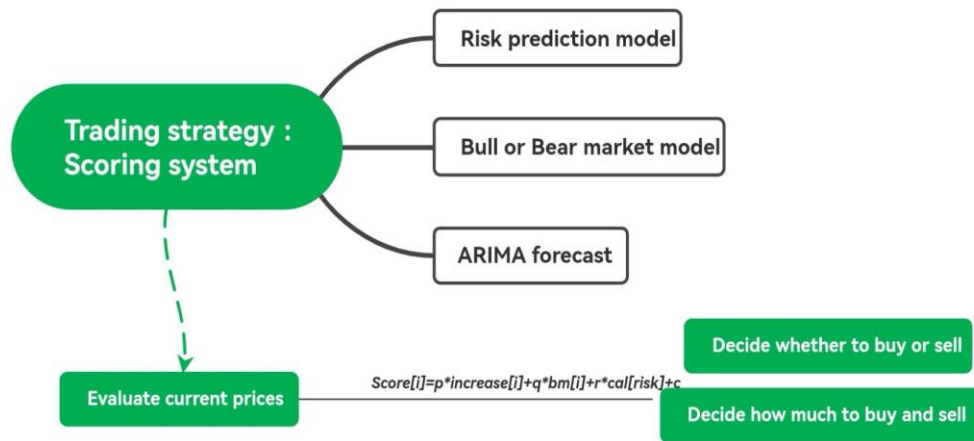 Risk prediction model
Trading strategy：
Scoring system
Bull or Bear market model
ARIMA forecast
Decide whether to buy or sell
Score[i]=p*increase[i]+q*bm[i]+r*cal[risk]+c
Evaluate current prices
Decide how much to buy and sell